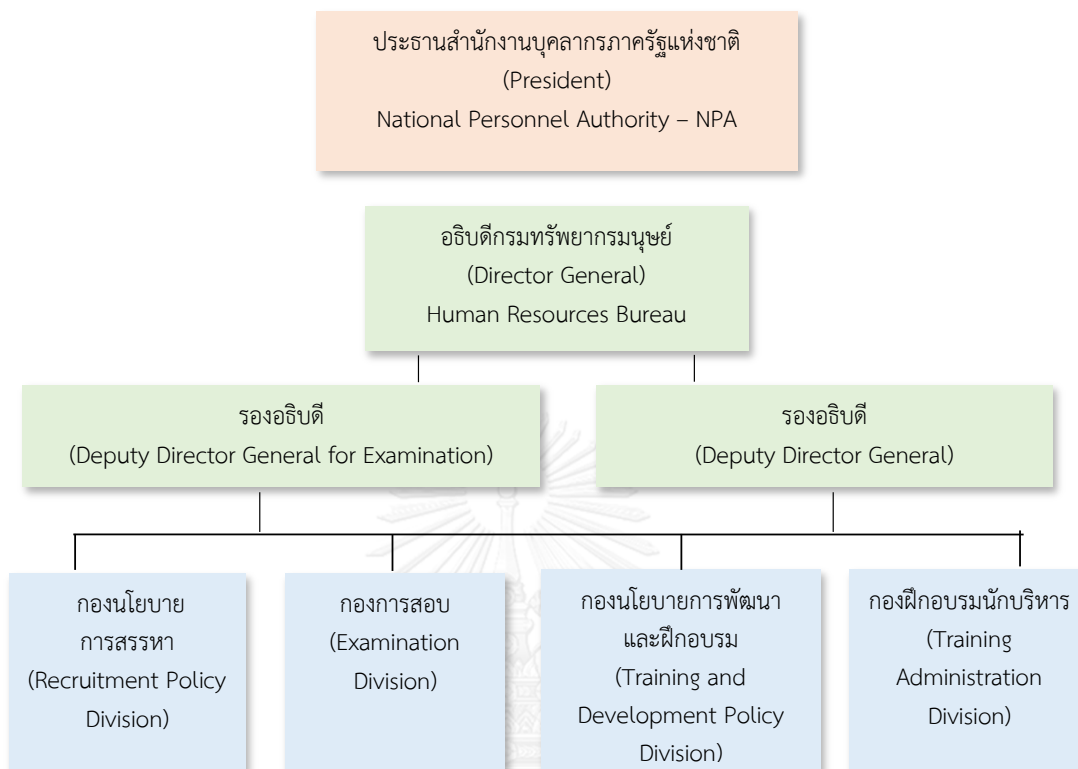 ประธานสำนักงานบุคลากรภาครัฐแห่งชาติ
(President)
National Personnel Authority – NPA
อธิบดีกรมทรัพยากรมนุษย์
(Director General)
Human Resources Bureau
รองอธิบดี
(Deputy Director General for Examination)
รองอธิบดี
(Deputy Director General)
กองนโยบาย
การสรรหา
(Recruitment Policy
Division)
กองการสอบ
(Examination
Division)
กองนโยบายการพัฒนา
และฝึกอบรม
(Training and
Development Policy
Division)
กองฝึกอบรมนักบริหาร
(Training
Administration
Division)